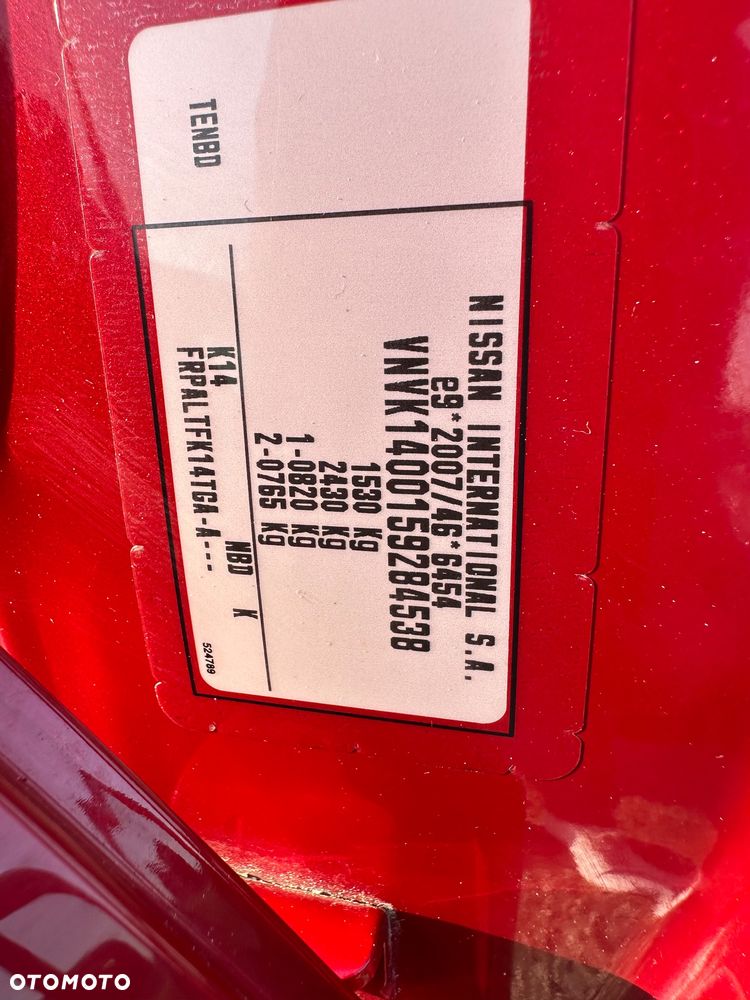 NISSAN INTERNATIONAL S.A.
e9*2007/46*6454
VNVK1400159284538
1530 Kg
2430 Kg
1-0820 Kg
2-0765 Kg
K14 NBD K
FRPALTFK14TGA-A---
524789
TENBD
OTOMOTO